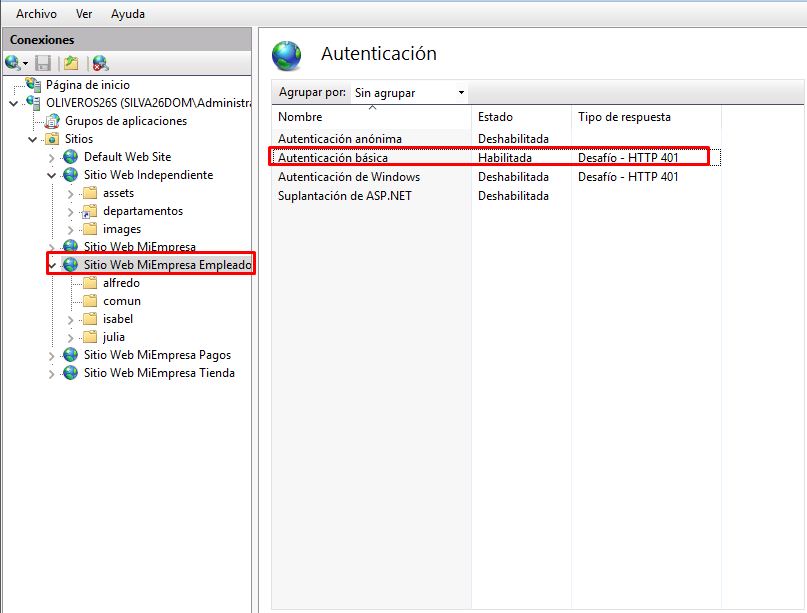 Archivo Ver Ayuda
Conexiones
Página de inicio
OLIVEROS26S (SILVA26DOM\Administra
Grupos de aplicaciones
Sitios
Default Web Site
Sitio Web Independiente
assets
departamentos
images
Sitio Web MiEmpresa
Sitio Web MiEmpresa Empleado
alfredo
comun
isabel
julia
Sitio Web MiEmpresa Pagos
Sitio Web MiEmpresa Tienda
Autenticación
Agrupar por: Sin agrupar
Nombre Estado Tipo de respuesta
Autenticación anónima Deshabilitada
Autenticación básica Habilitada Desafío - HTTP 401
Autenticación de Windows Deshabilitada Desafío - HTTP 401
Suplantación de ASP.NET Deshabilitada